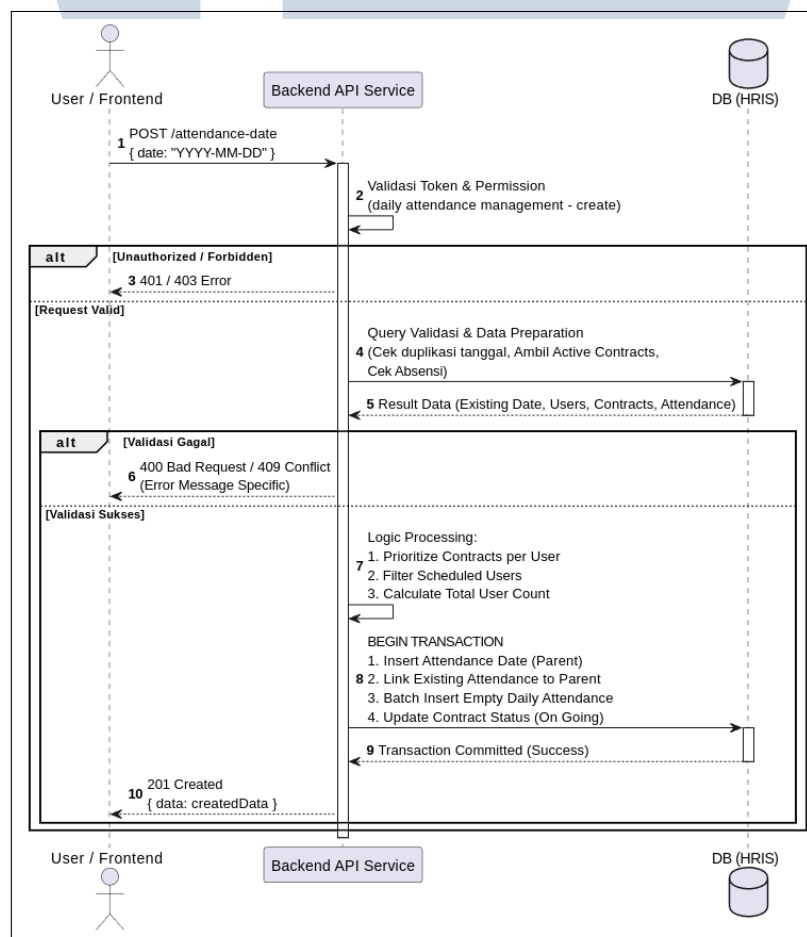 User / Frontend
Backend API Service
DB (HRIS)
1 POST /attendance-date
{ date: "YYYY-MM-DD" }
2 Validasi Token & Permission
(daily attendance management - create)
alt [Unauthorized / Forbidden]
3 401 / 403 Error
[Request Valid]
4 Query Validasi & Data Preparation
(Cek duplikasi tanggal, Ambil Active Contracts,
Cek Absensi)
5 Result Data (Existing Date, Users, Contracts, Attendance)
alt [Validasi Gagal]
6 400 Bad Request / 409 Conflict
(Error Message Specific)
[Validasi Sukses]
7 Logic Processing:
1. Prioritize Contracts per User
2. Filter Scheduled Users
3. Calculate Total User Count
8 BEGIN TRANSACTION
1. Insert Attendance Date (Parent)
2. Link Existing Attendance to Parent
3. Batch Insert Empty Daily Attendance
4. Update Contract Status (On Going)
9 Transaction Committed (Success)
10 201 Created
{ data: createdData }
User / Frontend
Backend API Service
DB (HRIS)